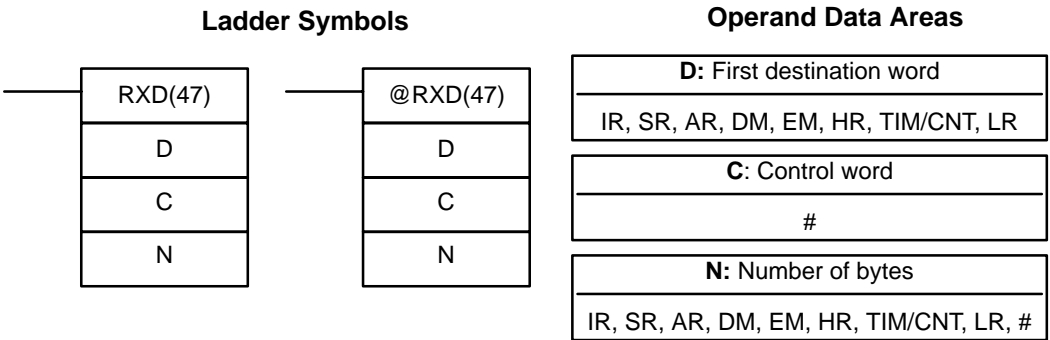 Ladder Symbols
RXD(47)
D
C
N
@RXD(47)
D
C
N
Operand Data Areas
D: First destination word
IR, SR, AR, DM, EM, HR, TIM/CNT, LR
C: Control word
#
N: Number of bytes
IR, SR, AR, DM, EM, HR, TIM/CNT, LR, #